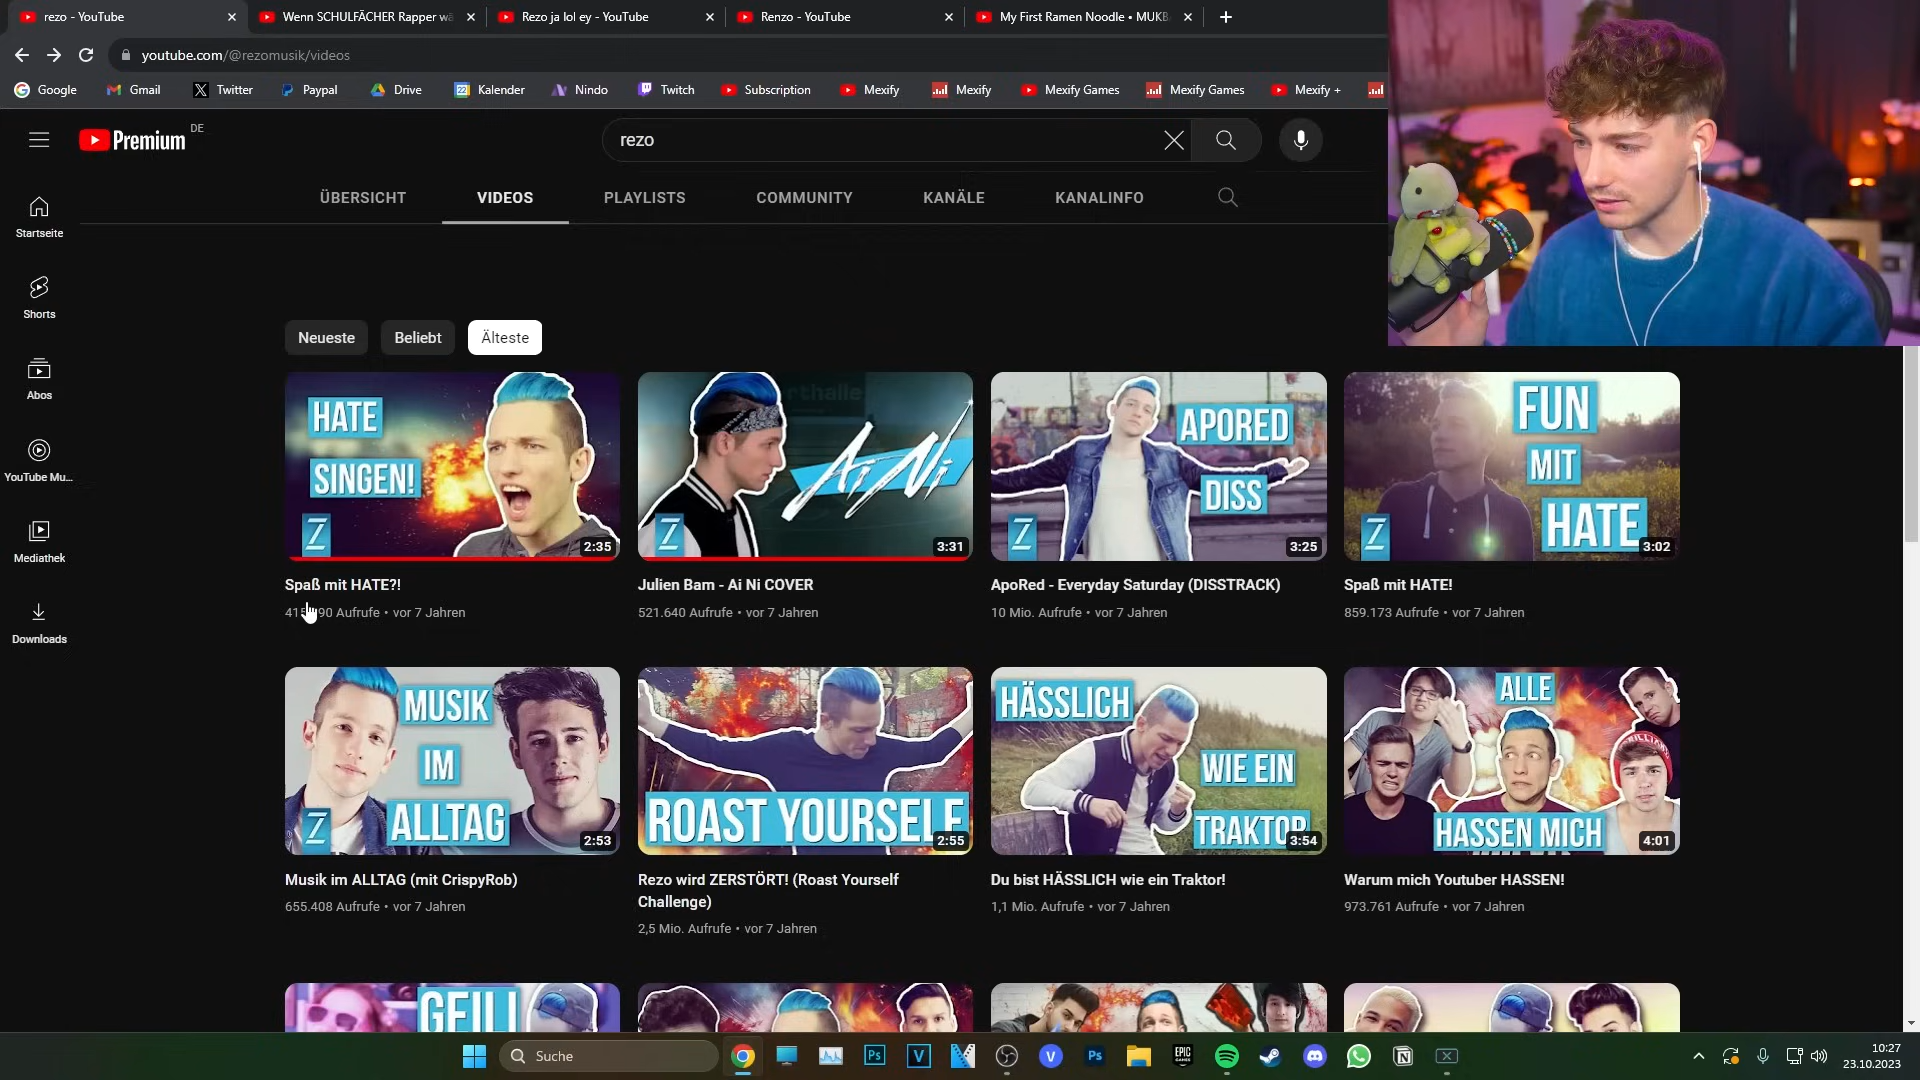 rezo - YouTube
Wenn SCHULFÄCHER Rapper wä
Rezo ja lol ey - YouTube
Renzo - YouTube
My First Ramen Noodle • MUKB
youtube.com/@rezomusik/videos
Google
Gmail
Twitter
Paypal
Drive
Kalender
Nindo
Twitch
Subscription
Mexify
Mexify
Mexify Games
Mexify Games
Mexify +
Premium
DE
rezo
ÜBERSICHT
VIDEOS
PLAYLISTS
COMMUNITY
KANÄLE
KANALINFO
Startseite
Shorts
Abos
YouTube Mu...
Mediathek
Downloads
Neueste
Beliebt
Älteste
HATE
SINGEN!
Z
2:35
Ai Ni
Z
3:31
APORED
DISS
Z
3:25
FUN
MIT
HATE
Z
3:02
Spaß mit HATE?!
Aufrufe • vor 7 Jahren
Julien Bam - Ai Ni COVER
521.640 Aufrufe • vor 7 Jahren
ApoRed - Everyday Saturday (DISSTRACK)
10 Mio. Aufrufe • vor 7 Jahren
Spaß mit HATE!
859.173 Aufrufe • vor 7 Jahren
MUSIK
IM
ALLTAG
Z
2:53
ROAST YOURSELF
2:55
HÄSSLICH
WIE EIN
TRAKTOR
3:54
ALLE
HASSEN MICH
4:01
Musik im ALLTAG (mit CrispyRob)
655.408 Aufrufe • vor 7 Jahren
Rezo wird ZERSTÖRT! (Roast Yourself
Challenge)
2,5 Mio. Aufrufe • vor 7 Jahren
Du bist HÄSSLICH wie ein Traktor!
1,1 Mio. Aufrufe • vor 7 Jahren
Warum mich Youtuber HASSEN!
973.761 Aufrufe • vor 7 Jahren
Suche
10:27
23.10.2023